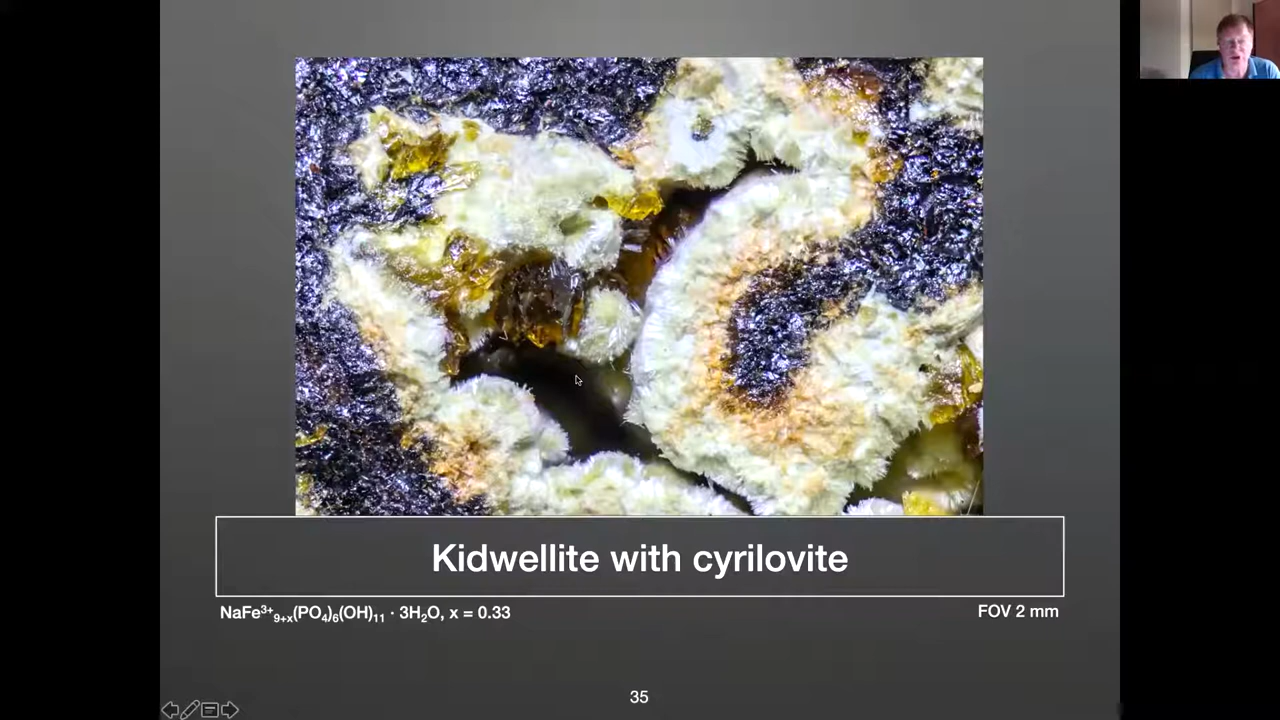 Kidwellite with cyrilovite
NaFe³⁺₉₊ₓ(PO₄)₆(OH)₁₁ · 3H₂O, x = 0.33
FOV 2 mm
35